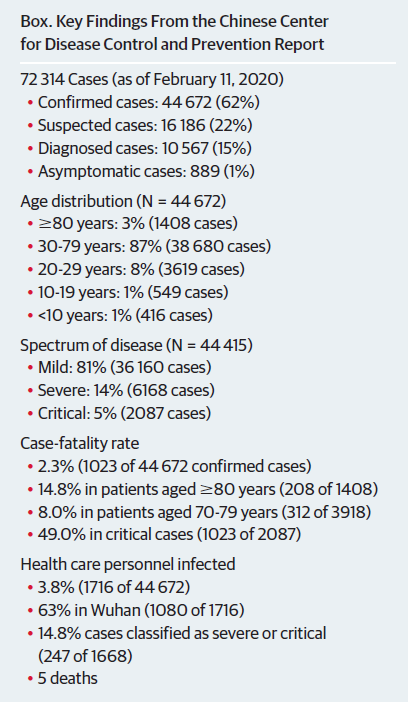 Box. Key Findings From the Chinese Center
for Disease Control and Prevention Report
72 314 Cases (as of February 11, 2020)
• Confirmed cases: 44 672 (62%)
• Suspected cases: 16 186 (22%)
• Diagnosed cases: 10 567 (15%)
• Asymptomatic cases: 889 (1%)
Age distribution (N = 44 672)
• ≥80 years: 3% (1408 cases)
• 30-79 years: 87% (38 680 cases)
• 20-29 years: 8% (3619 cases)
• 10-19 years: 1% (549 cases)
• <10 years: 1% (416 cases)
Spectrum of disease (N = 44 415)
• Mild: 81% (36 160 cases)
• Severe: 14% (6168 cases)
• Critical: 5% (2087 cases)
Case-fatality rate
• 2.3% (1023 of 44 672 confirmed cases)
• 14.8% in patients aged ≥80 years (208 of 1408)
• 8.0% in patients aged 70-79 years (312 of 3918)
• 49.0% in critical cases (1023 of 2087)
Health care personnel infected
• 3.8% (1716 of 44 672)
• 63% in Wuhan (1080 of 1716)
• 14.8% cases classified as severe or critical
(247 of 1668)
• 5 deaths